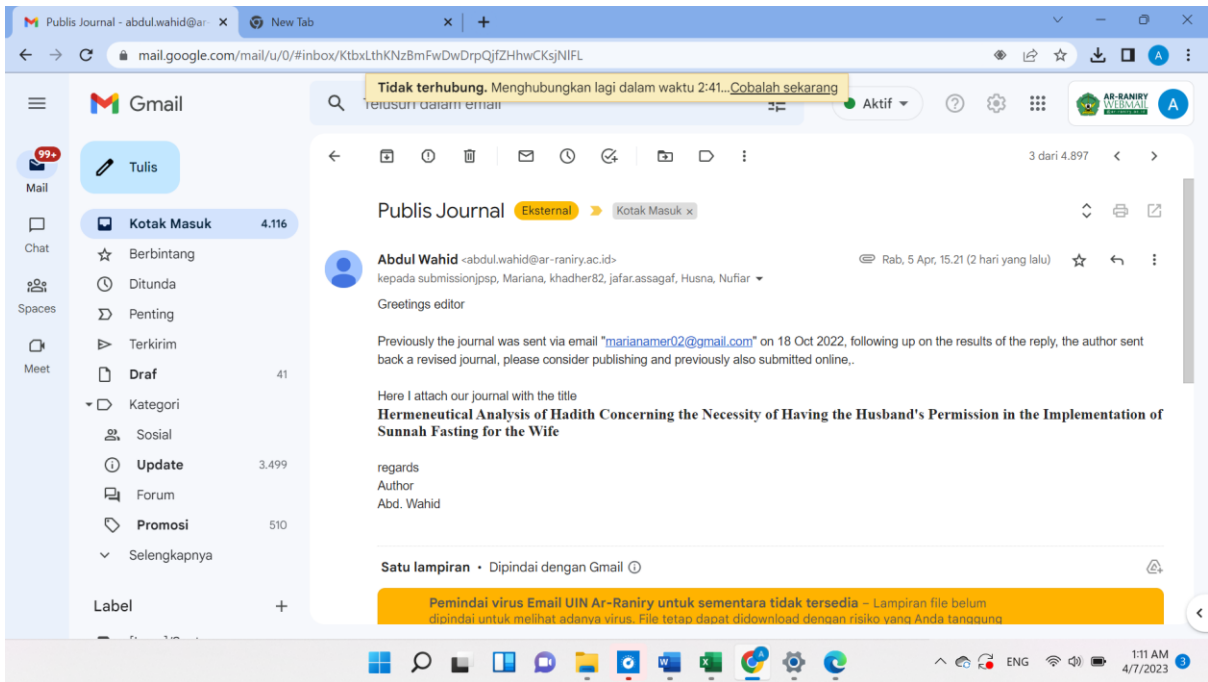 Publis Journal - abdul.wahid@ar-
New Tab
mail.google.com/mail/u/0/#inbox/KtbxLthKNzBmFwDwDrpQjfZHhwCKsjNlFL
A
Tidak terhubung. Menghubungkan lagi dalam waktu 2:41...Cobalah sekarang
Gmail
Telusuri dalam email
Aktif
AR-RANIRY
WEBMAIL
A
99+
Mail
Chat
Spaces
Meet
Tulis
Kotak Masuk 4.116
Berbintang
Ditunda
Penting
Terkirim
Draf 41
Kategori
Sosial
Update 3.499
Forum
Promosi 510
Selengkapnya
Label
3 dari 4.897
Publis Journal Eksternal Kotak Masuk x
Abdul Wahid <abdul.wahid@ar-raniry.ac.id> Rab, 5 Apr, 15.21 (2 hari yang lalu)
kepada submissionjpsp, Mariana, khadher82, jafar.assagaf, Husna, Nufiar
Greetings editor
Previously the journal was sent via email "marianamer02@gmail.com" on 18 Oct 2022, following up on the results of the reply, the author sent
back a revised journal, please consider publishing and previously also submitted online,.
Here I attach our journal with the title
Hermeneutical Analysis of Hadith Concerning the Necessity of Having the Husband's Permission in the Implementation of
Sunnah Fasting for the Wife
regards
Author
Abd. Wahid
Satu lampiran • Dipindai dengan Gmail
Pemindai virus Email UIN Ar-Raniry untuk sementara tidak tersedia – Lampiran file belum
dipindai untuk melihat adanya virus. File tetap dapat didownload dengan risiko yang Anda tanggung
ENG
1:11 AM
4/7/2023
3